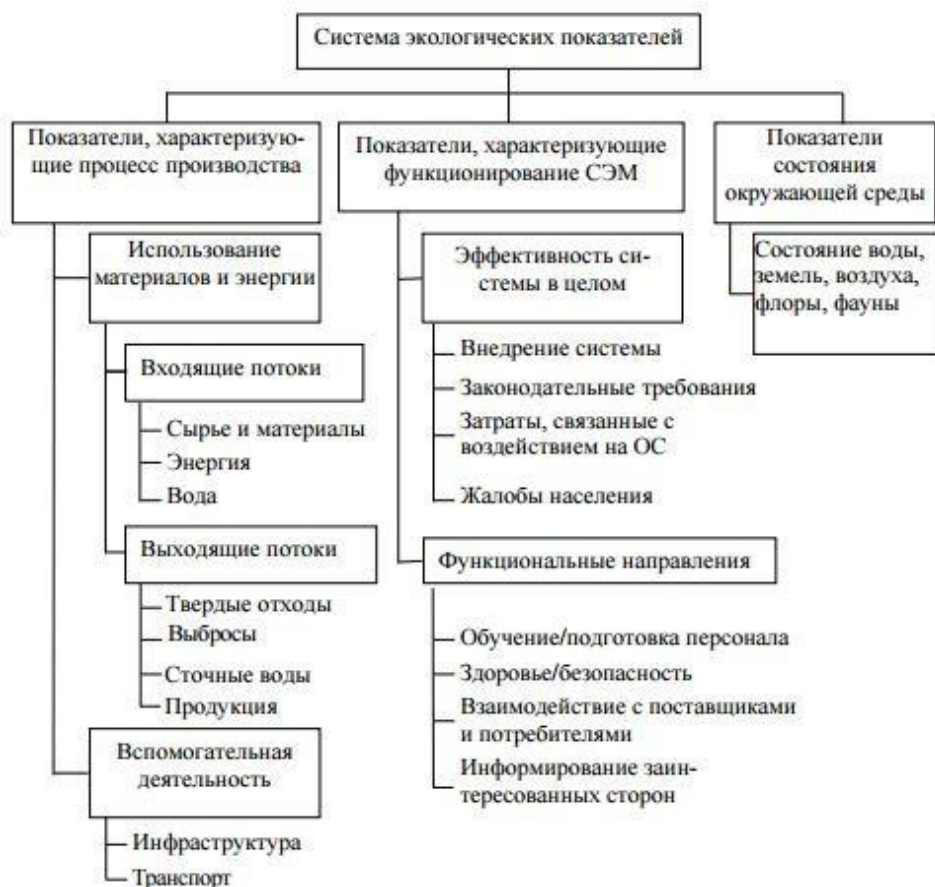 Система экологических показателей
Показатели, характеризую-
щие процесс производства
Использование
материалов и энергии
Входящие потоки
Сырье и материалы
Энергия
Вода
Выходящие потоки
Твердые отходы
Выбросы
Сточные воды
Продукция
Вспомогательная
деятельность
Инфраструктура
Транспорт
Показатели, характеризующие
функционирование СЭМ
Эффективность си-
стемы в целом
Внедрение системы
Законодательные требования
Затраты, связанные с
воздействием на ОС
Жалобы населения
Функциональные направления
Обучение/подготовка персонала
Здоровье/безопасность
Взаимодействие с поставщиками
и потребителями
Информирование заин-
тересованных сторон
Показатели
состояния
окружающей среды
Состояние воды,
земель, воздуха,
флоры, фауны